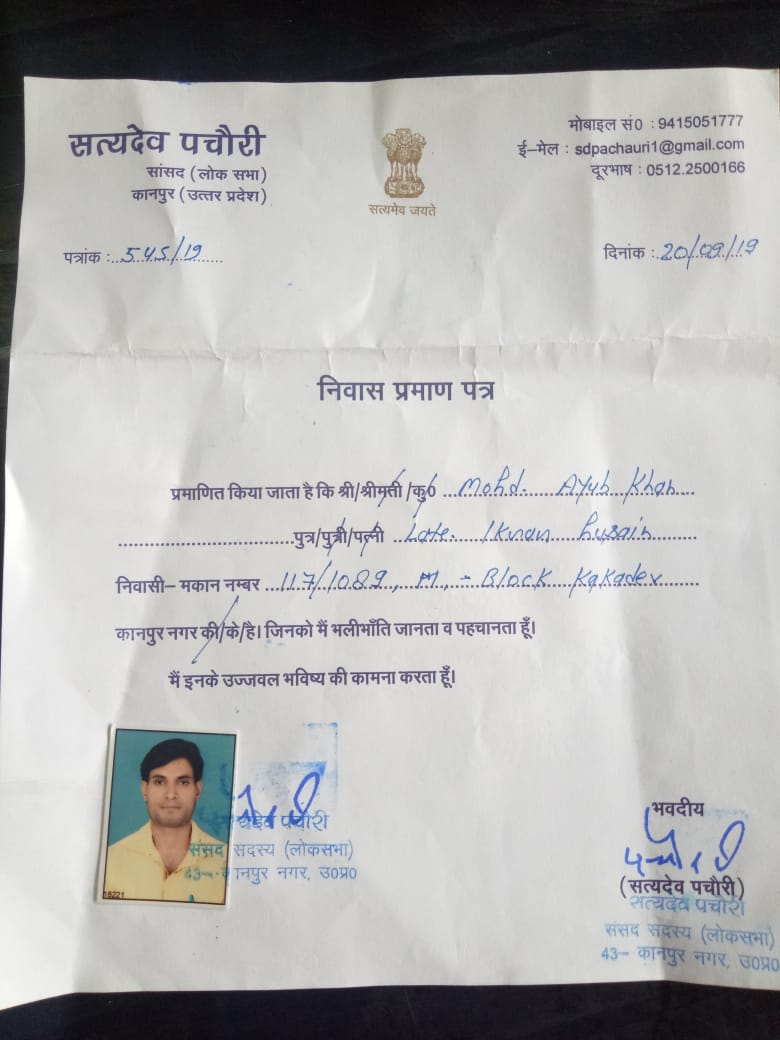 सत्यदेव पचौरी
सांसद (लोक सभा)
कानपुर (उत्तर प्रदेश)
सत्यमेव जयते
मोबाइल सं0 : 9415051777
ई–मेल : sdpachauri1@gmail.com
दूरभाष : 0512.2500166
पत्रांक :..545/19......
दिनांक :.20/09/19
निवास प्रमाण पत्र
प्रमाणित किया जाता है कि श्री/श्रीमती /कु0 ...Mohd. Ayub Khan...
पुत्र/पुत्री/पत्नी ..Late. husain
निवासी– मकान नम्बर ...117/1089, M, - Block Kakadev......
कानपुर नगर की/के/है। जिनको मैं भलीभाँति जानता व पहचानता हूँ।
मैं इनके उज्जवल भविष्य की कामना करता हूँ।
सत्यदेव पचौरी
संसद सदस्य (लोकसभा)
43– कानपुर नगर, उ0प्र0
18221
भवदीय
(सत्यदेव पचौरी)
सत्यदेव पचौरी
संसद सदस्य (लोकसभा)
43– कानपुर नगर, उ0प्र0